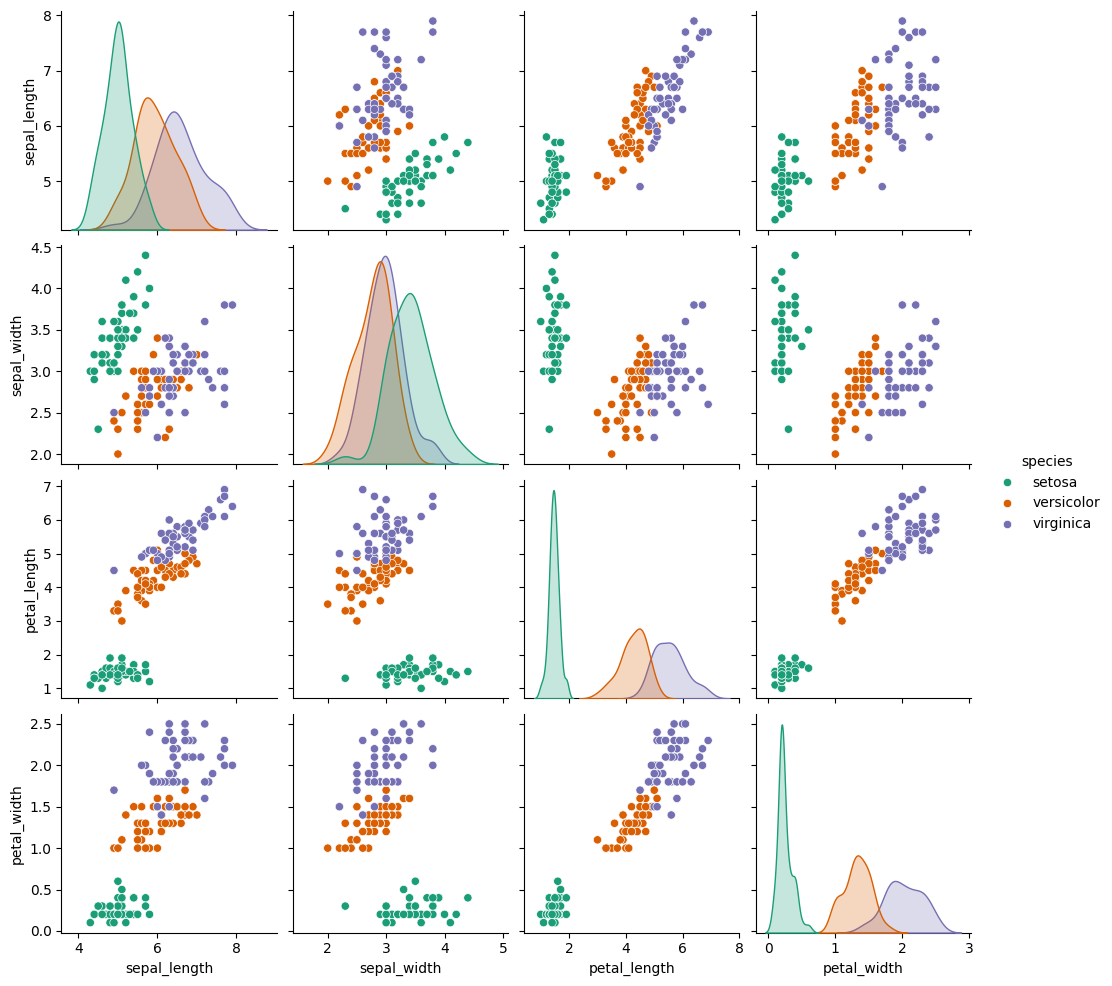 8
7
6
5
sepal_length
4.5
4.0
3.5
3.0
2.5
2.0
sepal_width
species
setosa
versicolor
virginica
7
6
5
4
3
2
1
petal_length
2.5
2.0
1.5
1.0
0.5
0.0
petal_width
4 6 8
2 3 4 5
2 4 6 8
0 1 2 3
sepal_length sepal_width petal_length petal_width